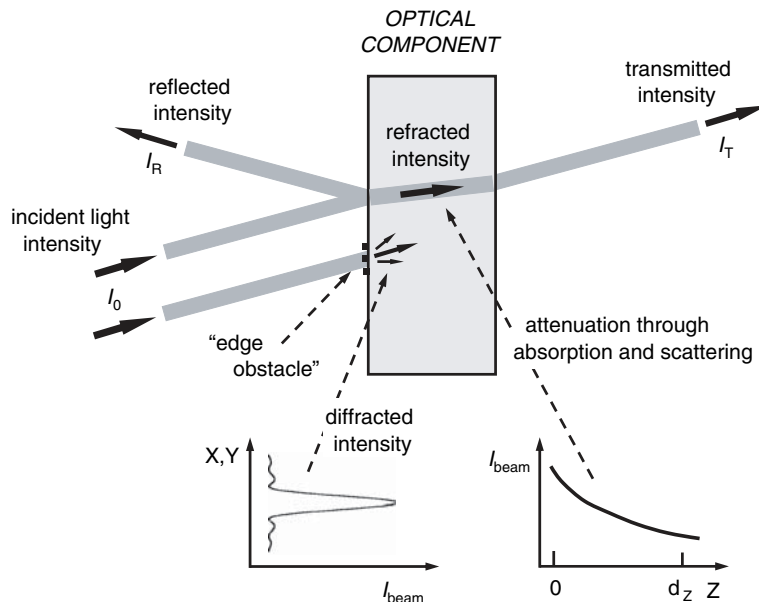 OPTICAL
COMPONENT
reflected
intensity
I_R
transmitted
intensity
I_T
refracted
intensity
incident light
intensity
I_0
"edge
obstacle"
attenuation through
absorption and scattering
diffracted
intensity
X,Y
I_beam
I_beam
0
d_Z
Z